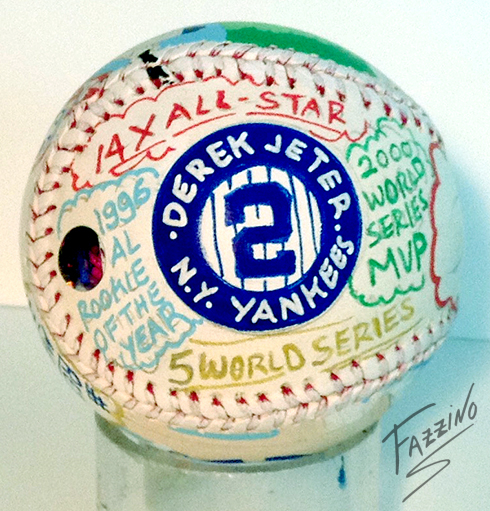 14X ALL-STAR
DEREK JETER
2
N.Y. YANKEES
1996
AL
ROOKIE
OF THE
YEAR
2000
WORLD
SERIES
MVP
5 WORLD SERIES
FAZZINO